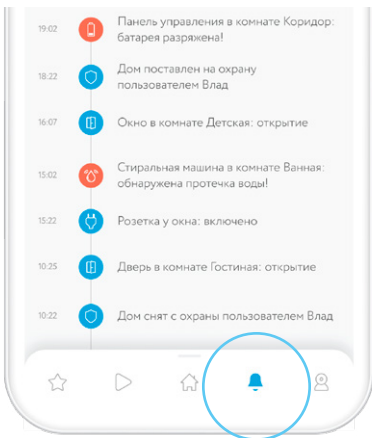 19:02 Панель управления в комнате Коридор:
батарея разряжена!
18:22 Дом поставлен на охрану
пользователем Влад
16:07 Окно в комнате Детская: открытие
15:02 Стиральная машина в комнате Ванная:
обнаружена протечка воды!
15:22 Розетка у окна: включено
10:25 Дверь в комнате Гостиная: открытие
10:22 Дом снят с охраны пользователем Влад